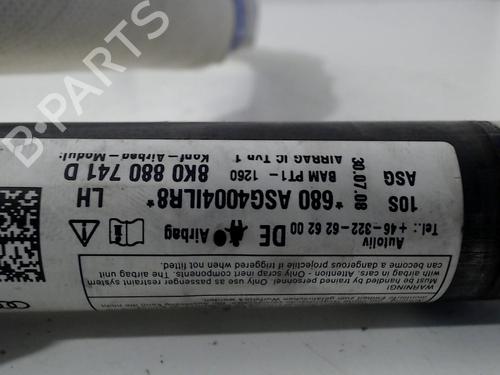 B-PARTS
WARNING!
Must be handled by trained personnel. Only use as passenger restraint system
with airbag in cars. Attention - Only scrap inert components. The airbag unit
can become a dangerous projectile if triggered when not fitted.
Autoliv
Tel.: +46-322-62 62 00
DE
Airbag
10S *680 ASG4004ILR8* LH
ASG
30.07.08
BAM PT1- 1260
8K0 880 741 D
AIRBAG IC Typ 1
Kopf-Airbag-Modul: